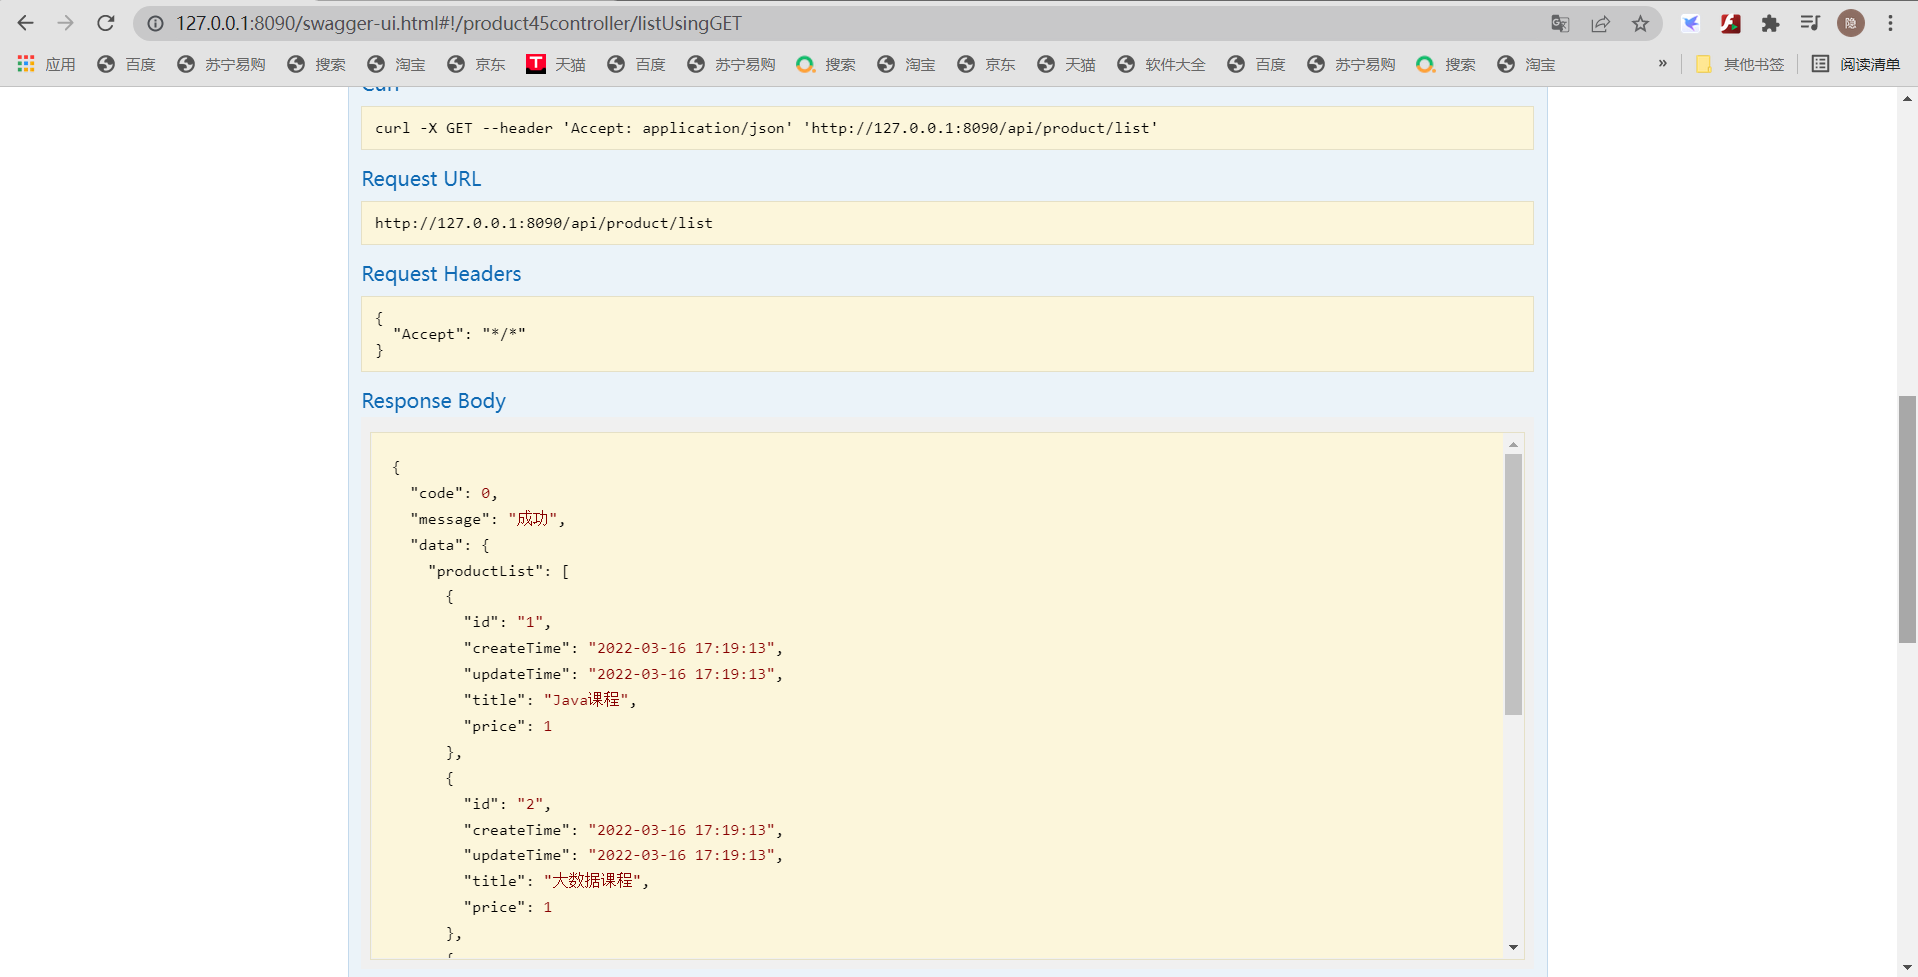 127.0.0.1:8090/swagger-ui.html#!/product45controller/listUsingGET
隐
应用 百度 苏宁易购 搜索 淘宝 京东 T 天猫 百度 苏宁易购 搜索 淘宝 京东 天猫 软件大全 百度 苏宁易购 搜索 淘宝 » 其他书签 阅读清单
Curl
curl -X GET --header 'Accept: application/json' 'http://127.0.0.1:8090/api/product/list'
Request URL
http://127.0.0.1:8090/api/product/list
Request Headers
{
"Accept": "*/*"
}
Response Body
{
"code": 0,
"message": "成功",
"data": {
"productList": [
{
"id": "1",
"createTime": "2022-03-16 17:19:13",
"updateTime": "2022-03-16 17:19:13",
"title": "Java课程",
"price": 1
},
{
"id": "2",
"createTime": "2022-03-16 17:19:13",
"updateTime": "2022-03-16 17:19:13",
"title": "大数据课程",
"price": 1
},
{